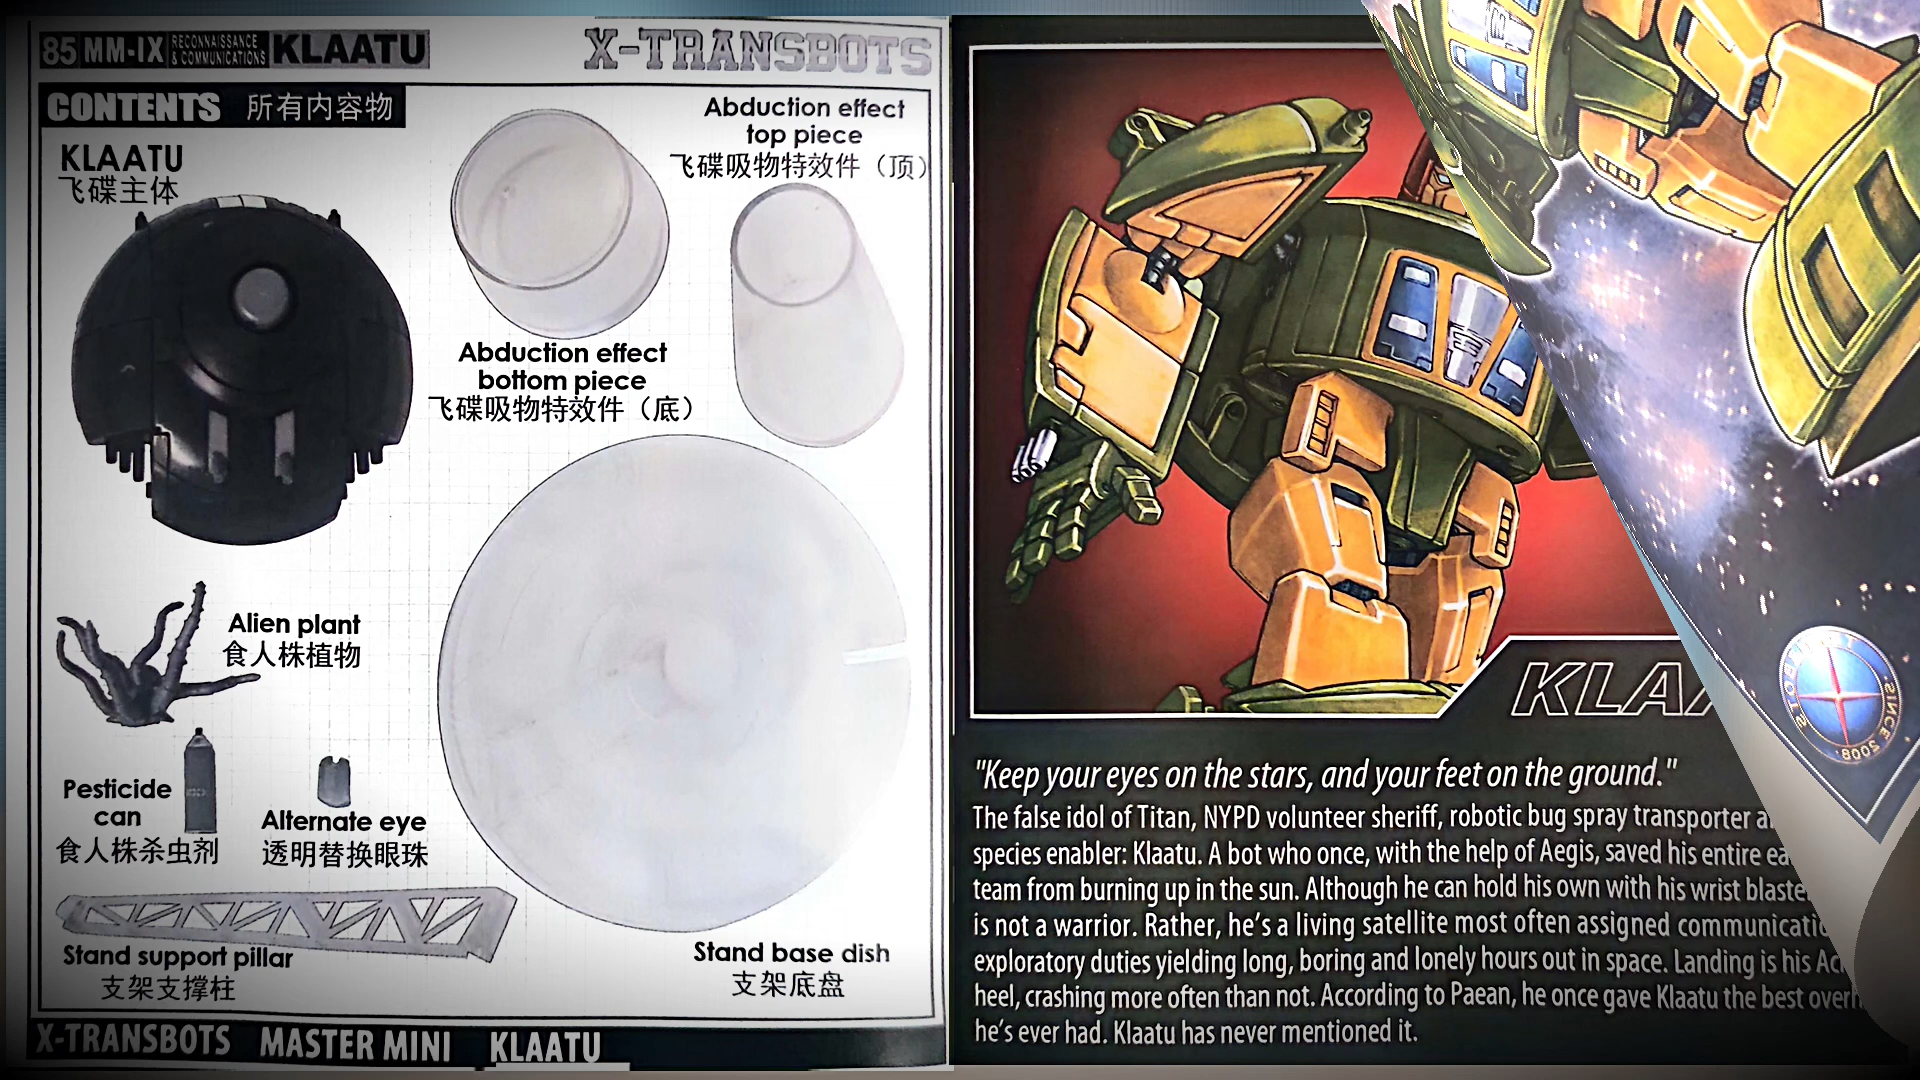 85 MM-IX RECONNAISSANCE & COMMUNICATIONS KLAATU
X-TRANSBOTS
CONTENTS 所有内容物
KLAATU
飞碟主体
Abduction effect
bottom piece
飞碟吸物特效件（底）
Abduction effect
top piece
飞碟吸物特效件（顶）
Alien plant
食人株植物
Pesticide
can
食人株杀虫剂
Alternate eye
透明替换眼珠
Stand support pillar
支架支撑柱
Stand base dish
支架底盘
X-TRANSBOTS MASTER MINI KLAATU
KLAA
"Keep your eyes on the stars, and your feet on the ground."
The false idol of Titan, NYPD volunteer sheriff, robotic bug spray transporter
species enabler: Klaatu. A bot who once, with the help of Aegis, saved his entire
team from burning up in the sun. Although he can hold his own with his wrist
is not a warrior. Rather, he's a living satellite most often assigned
exploratory duties yielding long, boring and lonely hours out in space. Landing is his
heel, crashing more often than not. According to Paean, he once gave Klaatu the best
he's ever had. Klaatu has never mentioned it.
SINCE 2008